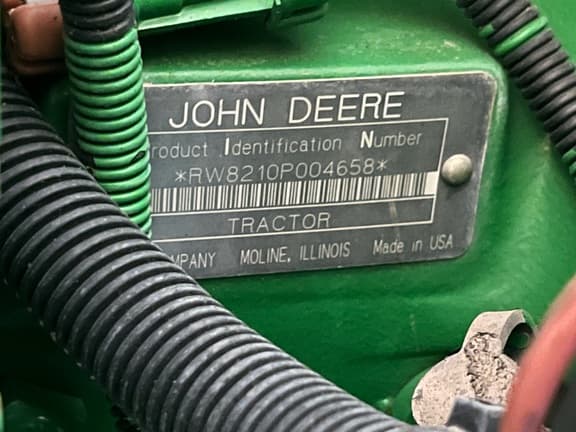 JOHN DEERE
roduct Identification Number
*RW8210P004658*
TRACTOR
MPANY MOLINE, ILLINOIS Made in USA